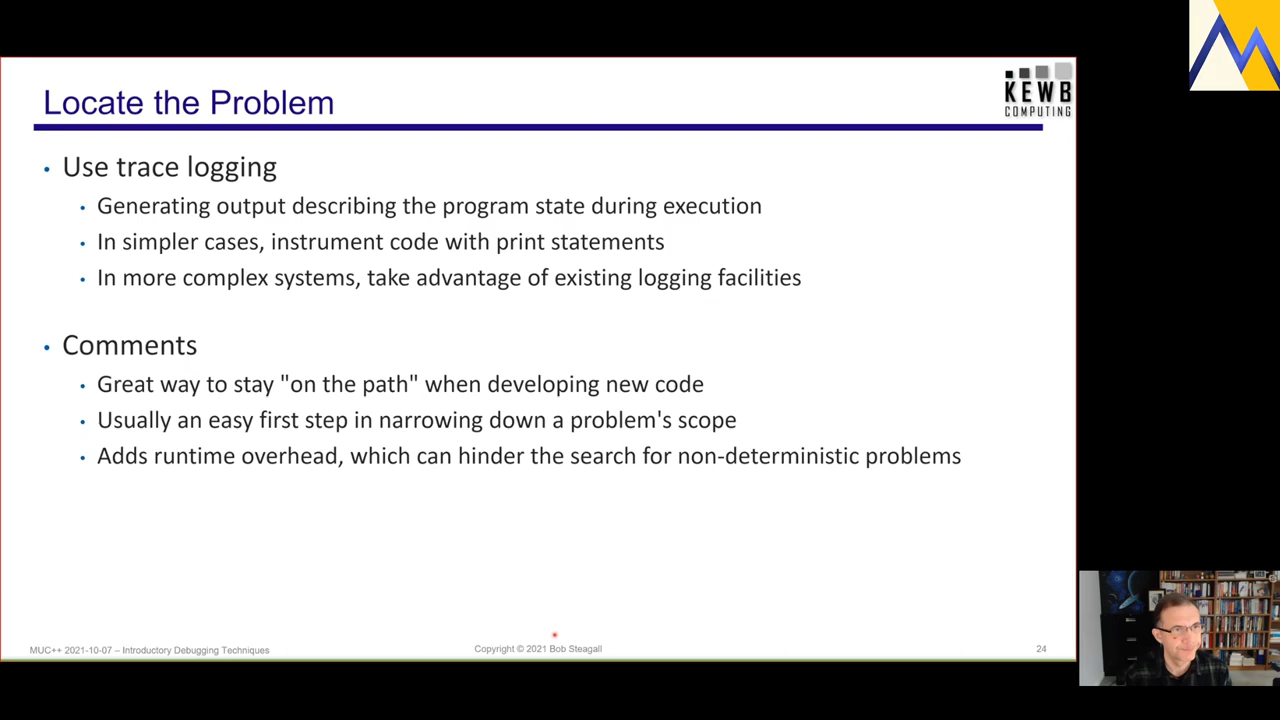 Locate the Problem
KEWB
COMPUTING
• Use trace logging
• Generating output describing the program state during execution
• In simpler cases, instrument code with print statements
• In more complex systems, take advantage of existing logging facilities
• Comments
• Great way to stay "on the path" when developing new code
• Usually an easy first step in narrowing down a problem's scope
• Adds runtime overhead, which can hinder the search for non-deterministic problems
MUC++ 2021-10-07 – Introductory Debugging Techniques
Copyright © 2021 Bob Steagall
24